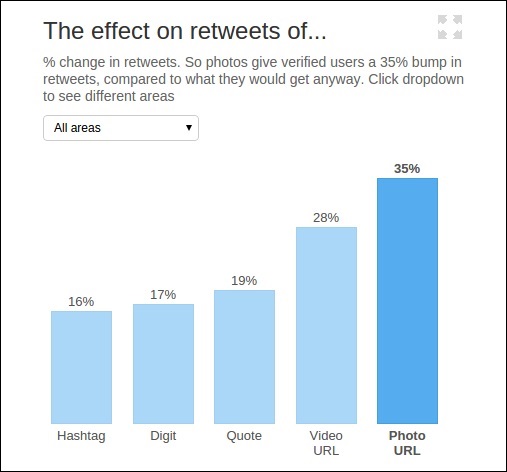 The effect on retweets of...
% change in retweets. So photos give verified users a 35% bump in
retweets, compared to what they would get anyway. Click dropdown
to see different areas
All areas
35%
28%
19%
17%
16%
Hashtag
Digit
Quote
Video
URL
Photo
URL